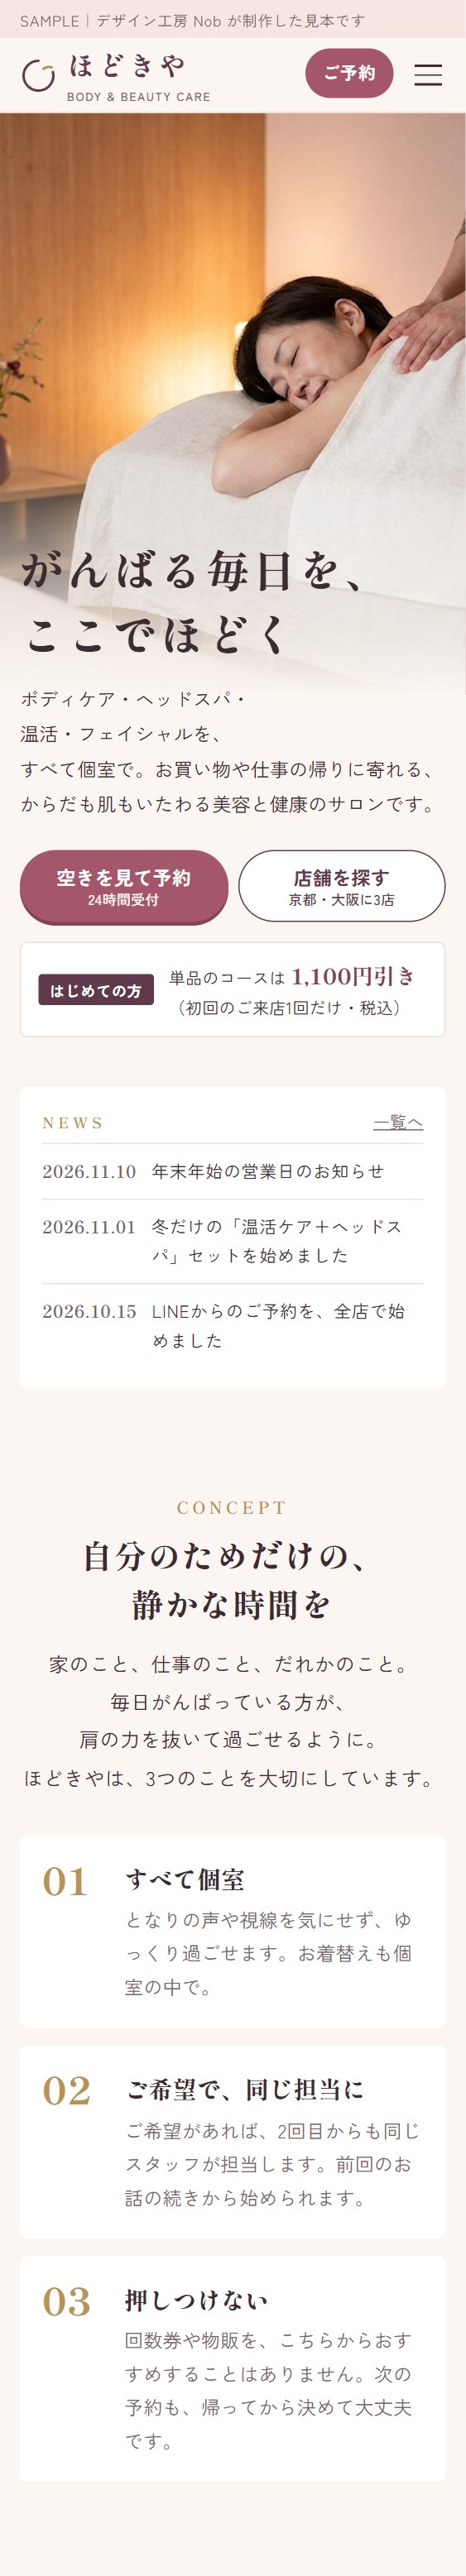 SAMPLE｜デザイン工房 Nob が制作した見本です
ほどきや
BODY & BEAUTY CARE
ご予約
がんばる毎日を、
ここでほどく
ボディケア・ヘッドスパ・
温活・フェイシャルを、
すべて個室で。お買い物や仕事の帰りに寄れる、
からだも肌もいたわる美容と健康のサロンです。
空きを見て予約
24時間受付
店舗を探す
京都・大阪に3店
はじめての方
単品のコースは 1,100円引き
（初回のご来店1回だけ・税込）
NEWS
一覧へ
2026.11.10 年末年始の営業日のお知らせ
2026.11.01 冬だけの「温活ケア＋ヘッドス
パ」セットを始めました
2026.10.15 LINEからのご予約を、全店で始
めました
CONCEPT
自分のためだけの、
静かな時間を
家のこと、仕事のこと、だれかのこと。
毎日がんばっている方が、
肩の力を抜いて過ごせるように。
ほどきやは、3つのことを大切にしています。
01 すべて個室
となりの声や視線を気にせず、ゆ
っくり過ごせます。お着替えも個
室の中で。
02 ご希望で、同じ担当に
ご希望があれば、2回目からも同じ
スタッフが担当します。前回のお
話の続きから始められます。
03 押しつけない
回数券や物販を、こちらからおす
すめすることはありません。次の
予約も、帰ってから決めて大丈夫
です。